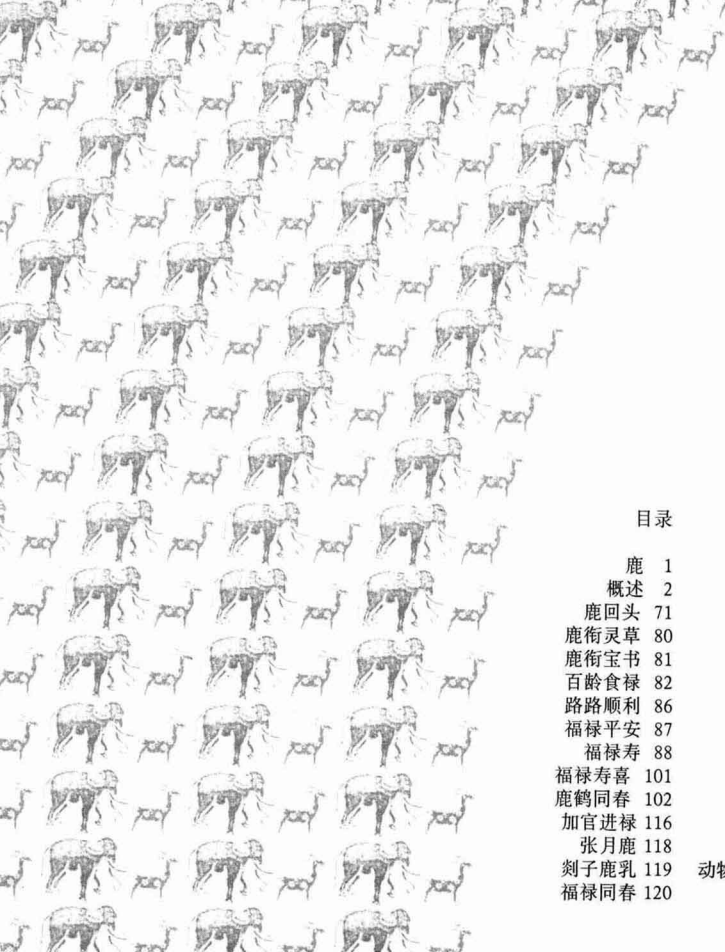 目录
鹿 1
概述 2
鹿回头 71
鹿衔灵草 80
鹿衔宝书 81
百龄食禄 82
路路顺利 86
福禄平安 87
福禄寿 88
福禄寿喜 101
鹿鹤同春 102
加官进禄 116
张月鹿 118
剡子鹿乳 119 动物
福禄同春 120